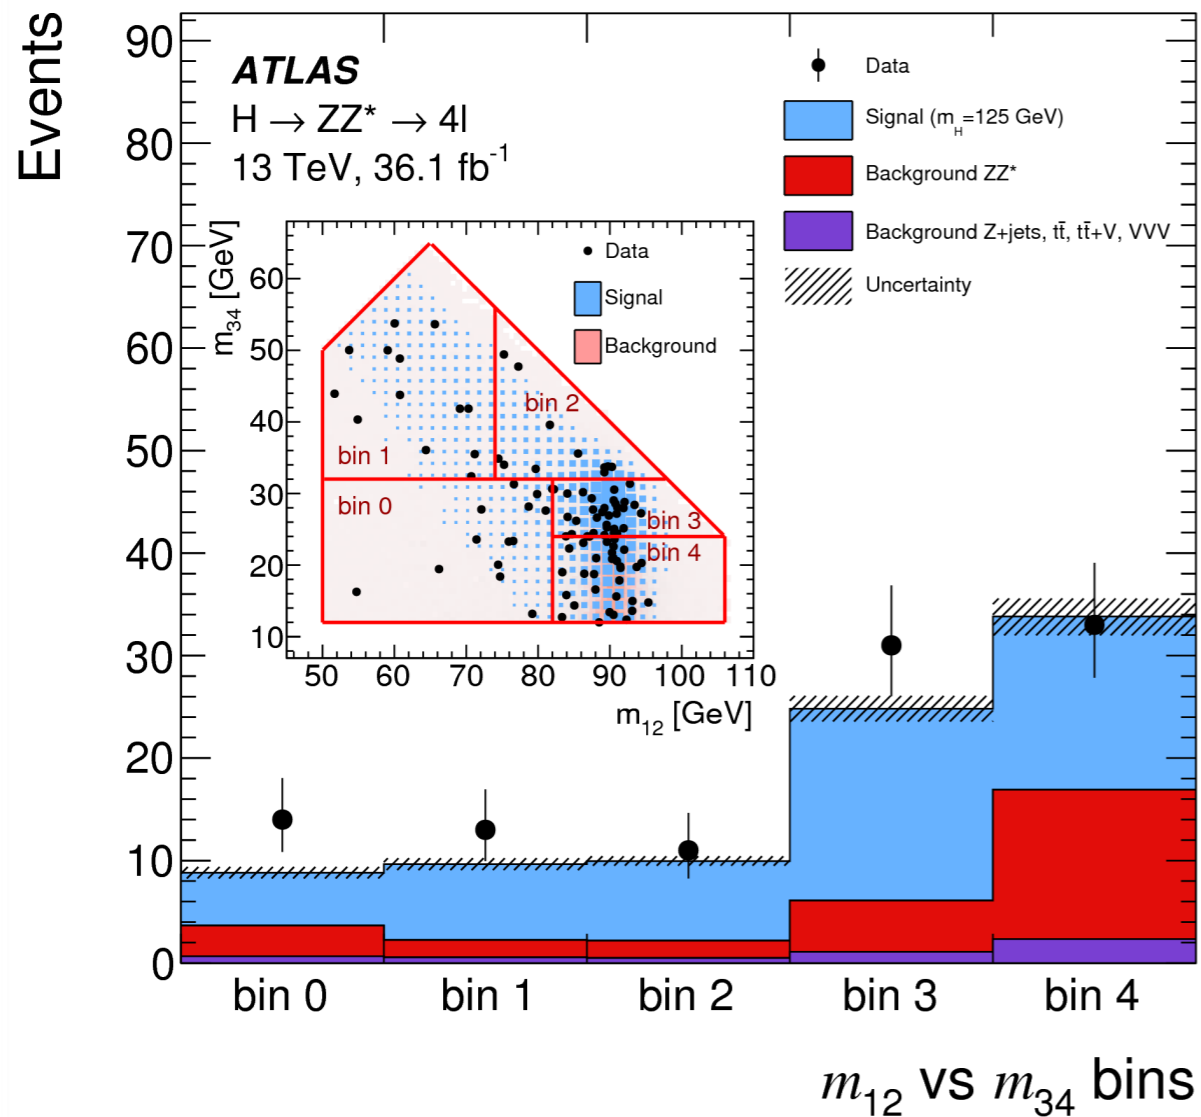 Events
90
80
70
60
50
40
30
20
10
0
ATLAS
H → ZZ* → 4l
13 TeV, 36.1 fb⁻¹
Data
Signal (m_H=125 GeV)
Background ZZ*
Background Z+jets, tt̄, tt̄+V, VVV
Uncertainty
m₃₄ [GeV]
60
50
40
30
20
10
Data
Signal
Background
bin 2
bin 1
bin 0
bin 3
bin 4
50 60 70 80 90 100 110
m₁₂ [GeV]
bin 0 bin 1 bin 2 bin 3 bin 4
m₁₂ vs m₃₄ bins